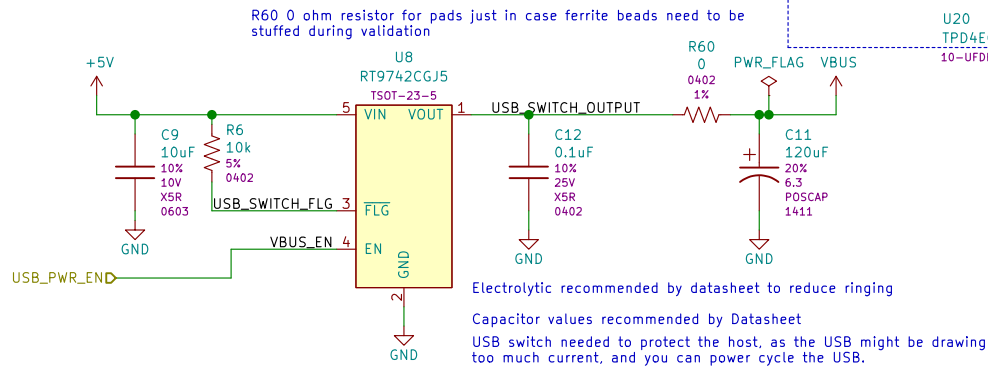 R60 0 ohm resistor for pads just in case ferrite beads need to
stuffed during validation
U20
TPD4E
10-UFD
+5V
U8
RT9742CGJ5
TSOT-23-5
R60
0
0402
1%
PWR_FLAG
VBUS
5
VIN
VOUT
1
USB_SWITCH_OUTPUT
C9
10uF
10%
10V
X5R
0603
R6
10k
5%
0402
C12
0.1uF
10%
25V
X5R
0402
C11
120uF
20%
6.3
POSCAP
1411
USB_SWITCH_FLG
3
FLG
VBUS_EN
4
EN
GND
2
GND
GND
GND
GND
USB_PWR_EN
Electrolytic recommended by datasheet to reduce ringing
Capacitor values recommended by Datasheet
USB switch needed to protect the host, as the USB might be drawing
too much current, and you can power cycle the USB.